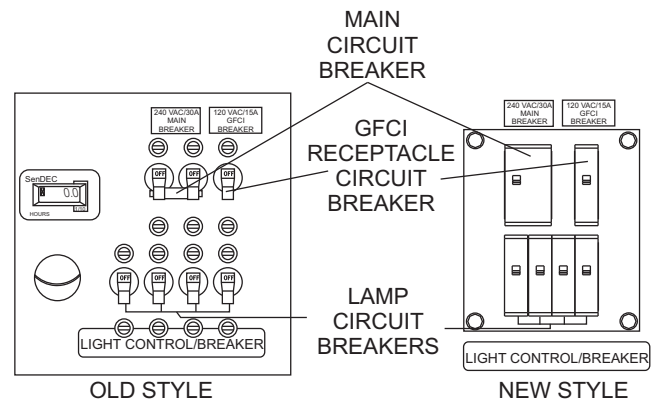 MAIN
CIRCUIT
BREAKER
240 VAC/30A
MAIN
BREAKER
120 VAC/15A
GFCI
BREAKER
240 VAC/30A
MAIN
BREAKER
120 VAC/15A
GFCI
BREAKER
GFCI
RECEPTACLE
CIRCUIT
BREAKER
OFF
OFF
OFF
SenDEC
0.0
1/10
HOURS
OFF
OFF
OFF
OFF
LAMP
CIRCUIT
BREAKERS
LIGHT CONTROL/BREAKER
LIGHT CONTROL/BREAKER
OLD STYLE
NEW STYLE